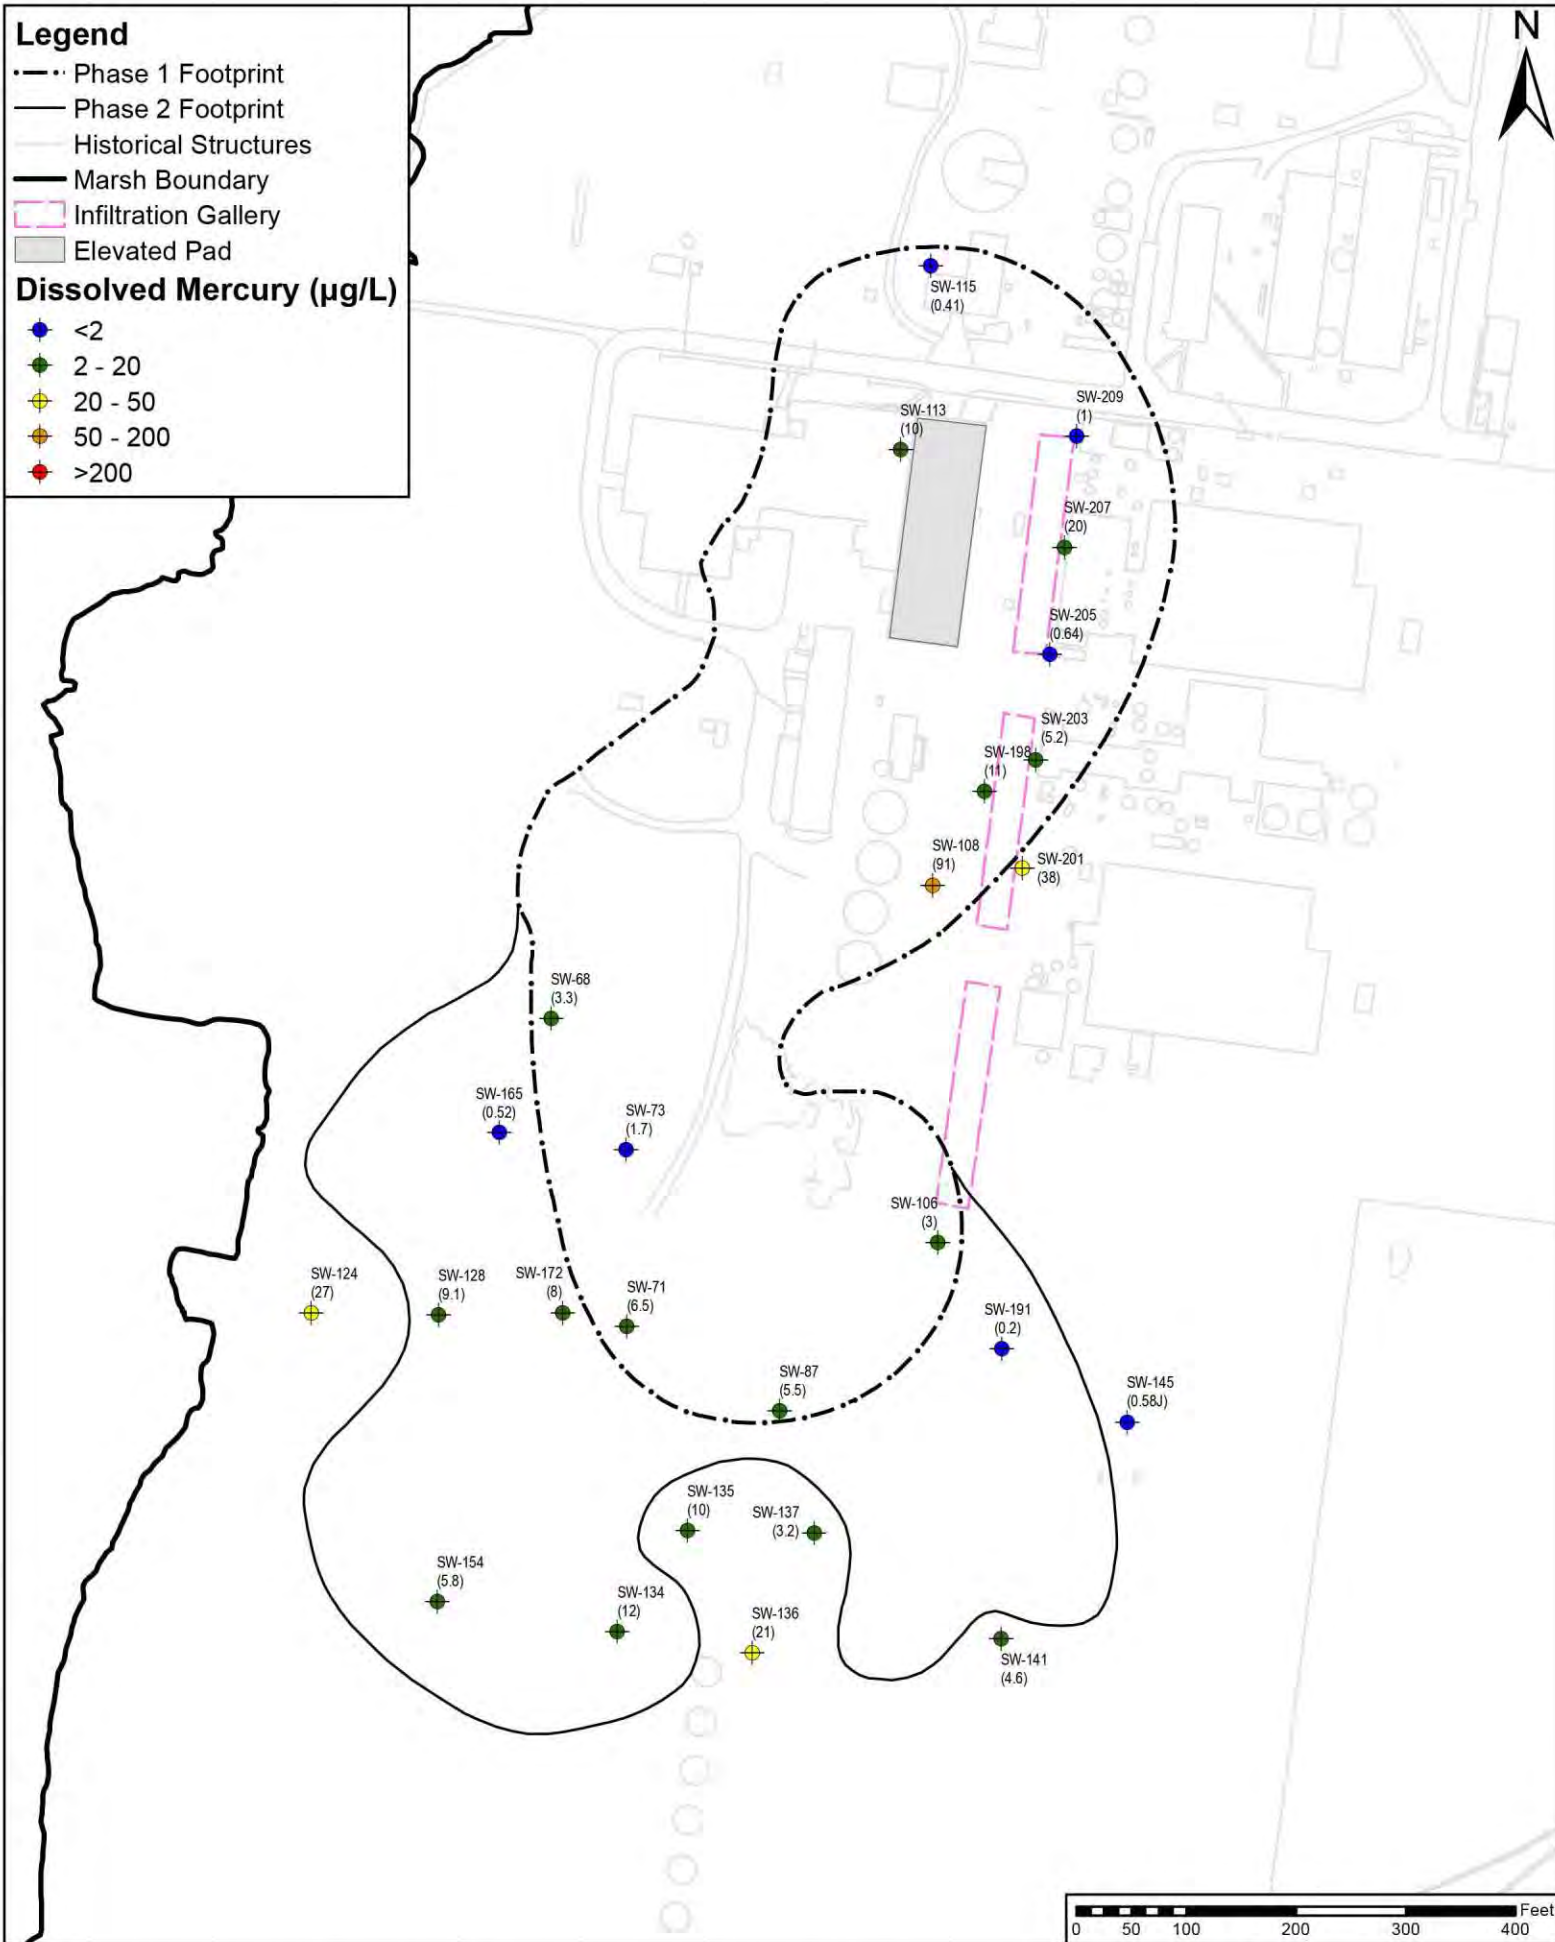 Legend
Phase 1 Footprint
Phase 2 Footprint
Historical Structures
Marsh Boundary
Infiltration Gallery
Elevated Pad
Dissolved Mercury (µg/L)
<2
2 - 20
20 - 50
50 - 200
>200
N
SW-115
(0.41)
SW-209
(1)
SW-113
(10)
SW-207
(20)
SW-205
(0.64)
SW-203
(5.2)
SW-198
(11)
SW-108
(91)
SW-201
(38)
SW-68
(3.3)
SW-165
(0.52)
SW-73
(1.7)
SW-106
(3)
SW-124
(27)
SW-128
(9.1)
SW-172
(8)
SW-71
(6.5)
SW-191
(0.2)
SW-87
(5.5)
SW-145
(0.58J)
SW-135
(10)
SW-137
(3.2)
SW-154
(5.8)
SW-134
(12)
SW-136
(21)
SW-141
(4.6)
Feet
0 50 100 200 300 400